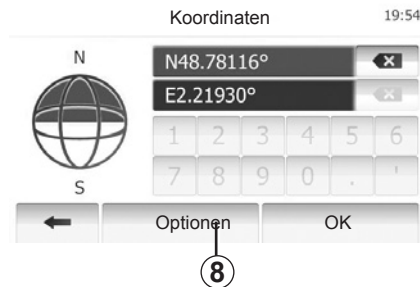 Koordinaten 19:54
N
N48.78116°
E2.21930°
1 2 3 4 5 6
7 8 9 0 . '
S
Optionen OK
8